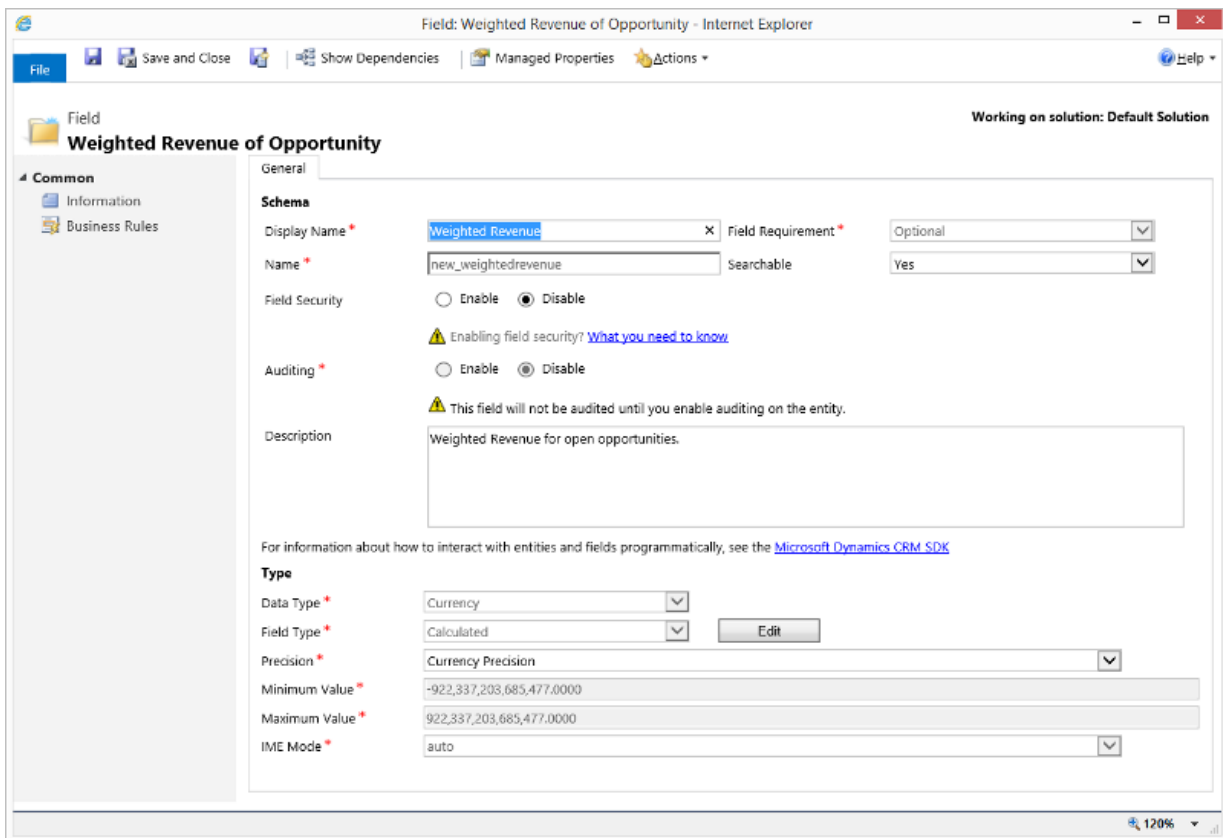 Field: Weighted Revenue of Opportunity - Internet Explorer
File Save and Close Show Dependencies Managed Properties Actions Help
Field
Working on solution: Default Solution
Weighted Revenue of Opportunity
Common
Information
Business Rules
General
Schema
Display Name * Weighted Revenue Field Requirement * Optional
Name * new_weightedrevenue Searchable Yes
Field Security Enable Disable
Enabling field security? What you need to know
Auditing * Enable Disable
This field will not be audited until you enable auditing on the entity.
Description Weighted Revenue for open opportunities.
For information about how to interact with entities and fields programmatically, see the Microsoft Dynamics CRM SDK
Type
Data Type * Currency
Field Type * Calculated Edit
Precision * Currency Precision
Minimum Value * -922,337,203,685,477.0000
Maximum Value * 922,337,203,685,477.0000
IME Mode * auto
120%